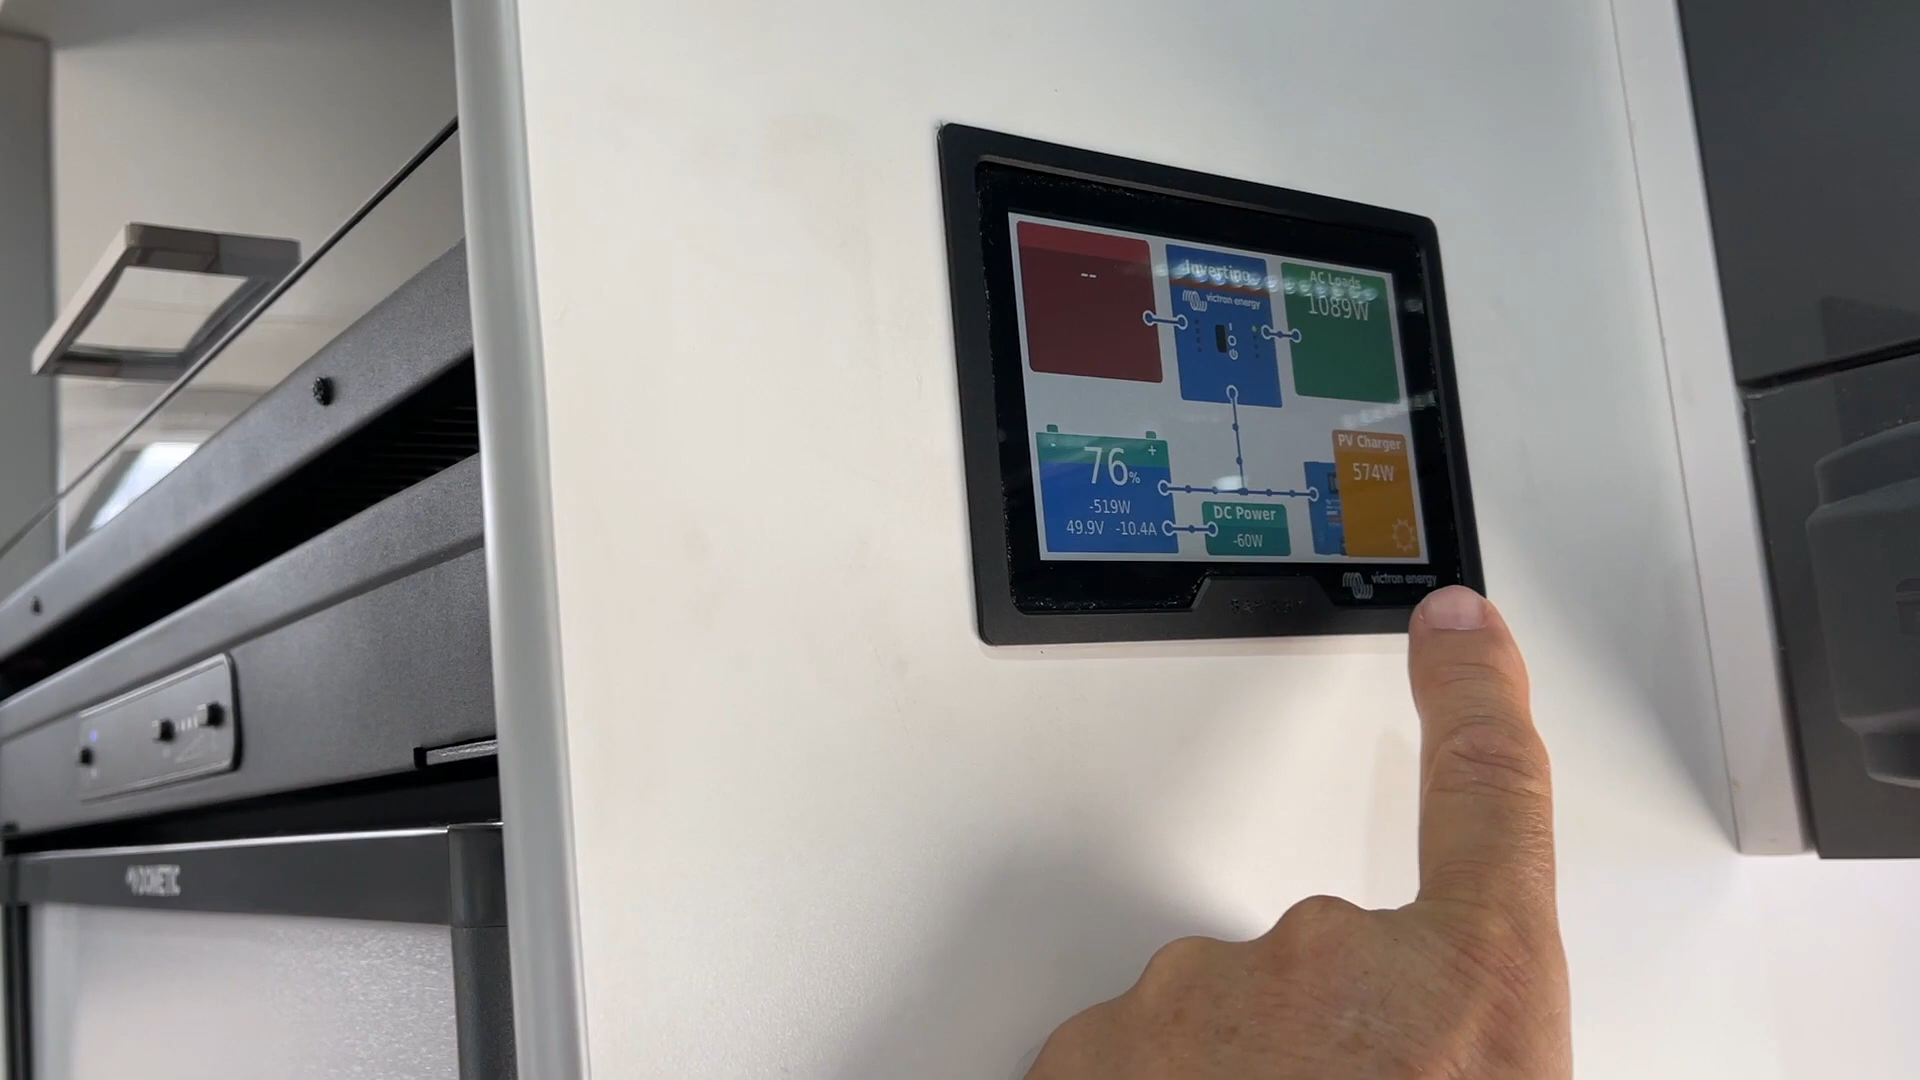 --
Inverting
victron energy
AC Loads
1089W
76%
-519W
49.9V -10.4A
DC Power
-60W
PV Charger
574W
victron energy
DOMETIC